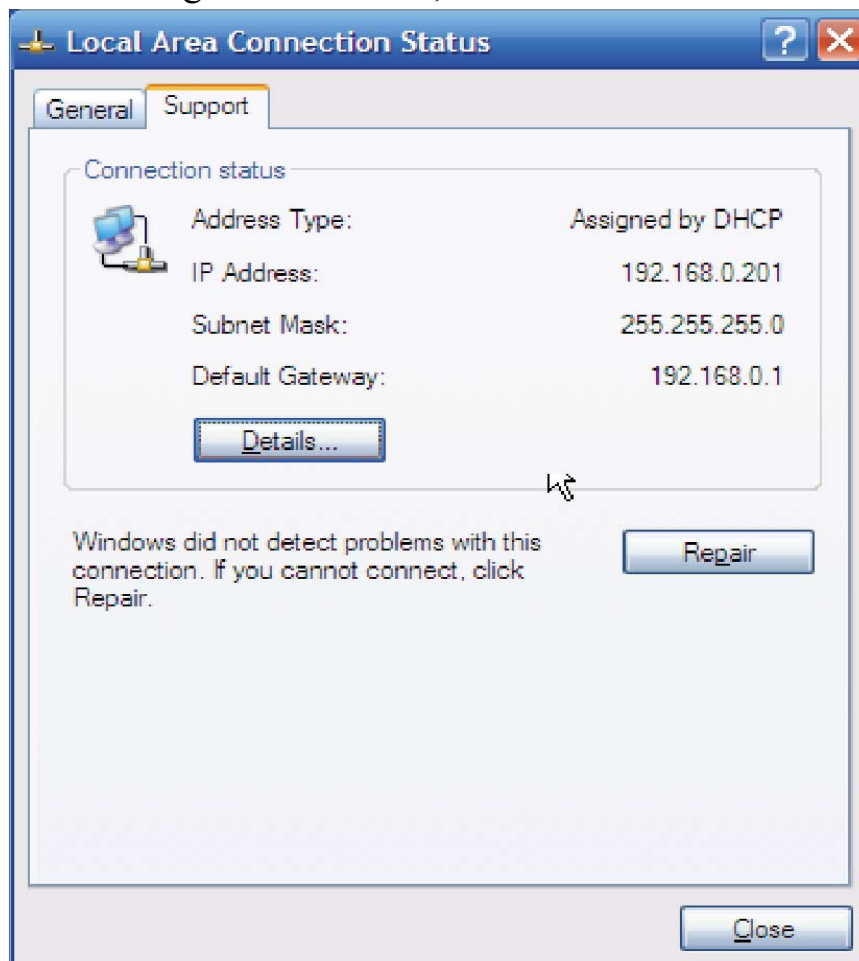 Local Area Connection Status
General Support
Connection status
Address Type: Assigned by DHCP
IP Address: 192.168.0.201
Subnet Mask: 255.255.255.0
Default Gateway: 192.168.0.1
Details...
Windows did not detect problems with this
connection. If you cannot connect, click
Repair.
Repair
Close